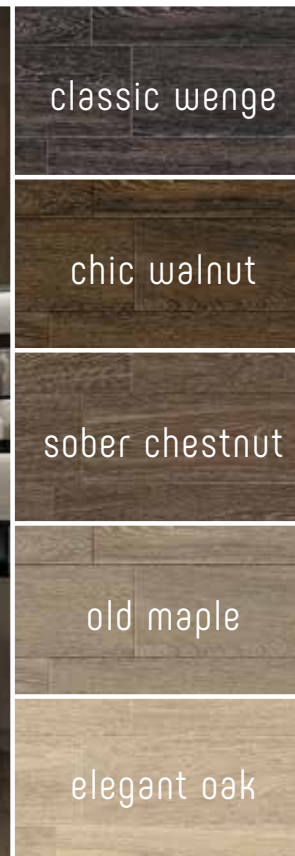 classic wenge
chic walnut
sober chestnut
old maple
elegant oak